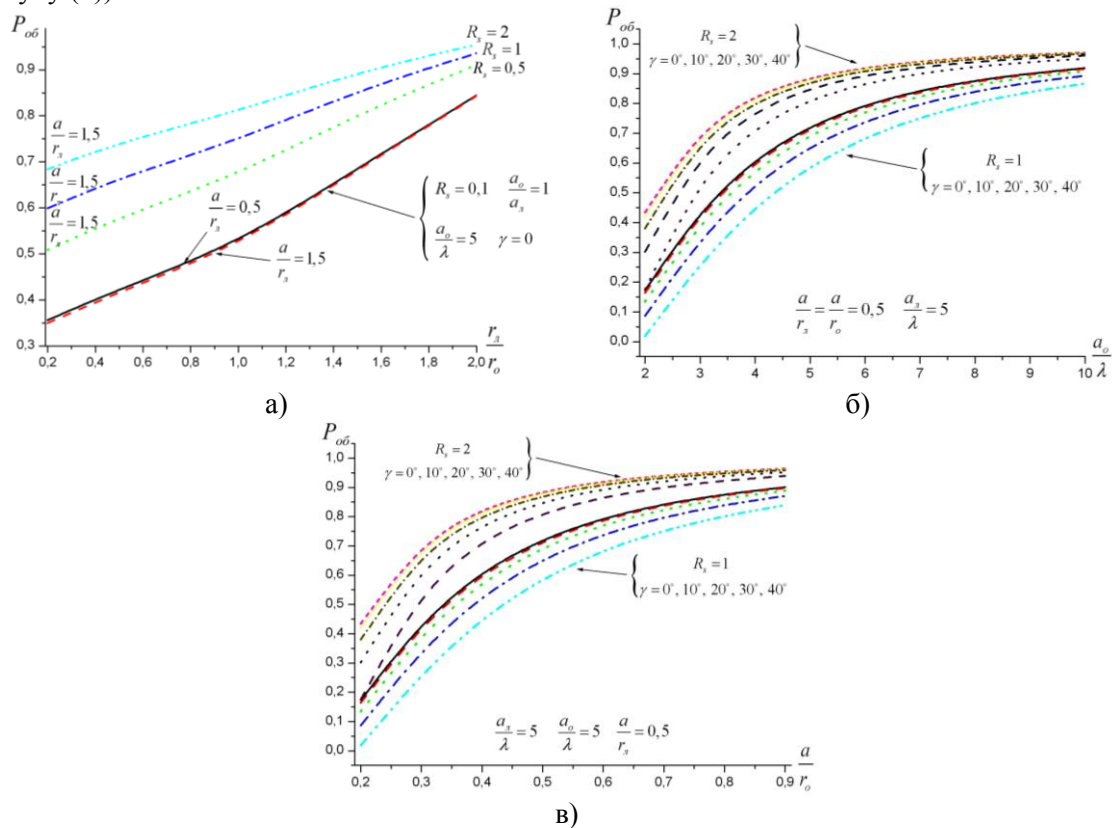 P_об
R_s = 2
R_s = 1
R_s = 0,5
0,9
0,8
0,7
0,6
0,5
0,4
0,3
a/r_з = 1,5
a/r = 1,5
a/r_з = 1,5
a/r_з = 0,5
a/r_з = 1,5
R_s = 0,1 a_о/a_з = 1
a_о/λ = 5 γ = 0
0,2 0,4 0,6 0,8 1,0 1,2 1,4 1,6 1,8 2,0
r_з/r_о
а)
P_об
1,0
0,9
0,8
0,7
0,6
0,5
0,4
0,3
0,2
0,1
0,0
R_s = 2
γ = 0°, 10°, 20°, 30°, 40°
R_s = 1
γ = 0°, 10°, 20°, 30°, 40°
a/r_з = a/r_о = 0,5 a_з/λ = 5
2 3 4 5 6 7 8 9 10
a_о/λ
б)
P_об
1,0
0,9
0,8
0,7
0,6
0,5
0,4
0,3
0,2
0,1
0,0
R_s = 2
γ = 0°, 10°, 20°, 30°, 40°
R_s = 1
γ = 0°, 10°, 20°, 30°, 40°
a_з/λ = 5 a_о/λ = 5 a/r_з = 0,5
0,2 0,3 0,4 0,5 0,6 0,7 0,8 0,9
a/r_о
в)